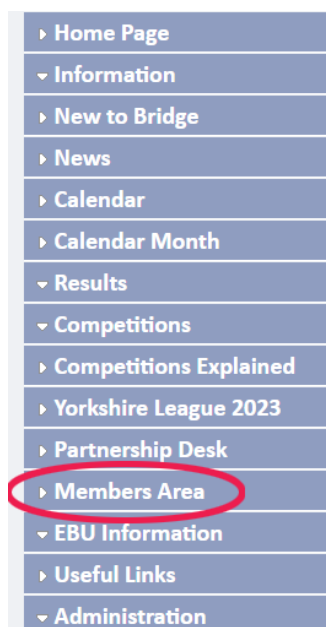 Home Page
Information
New to Bridge
News
Calendar
Calendar Month
Results
Competitions
Competitions Explained
Yorkshire League 2023
Partnership Desk
Members Area
EBU Information
Useful Links
Administration